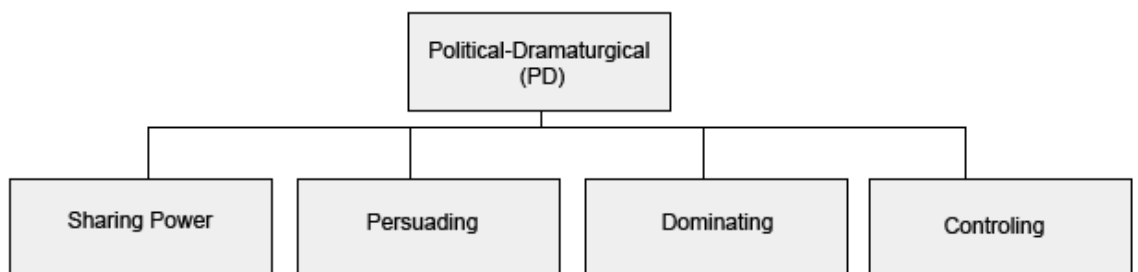 Political-Dramaturgical
(PD)
Sharing Power
Persuading
Dominating
Controling